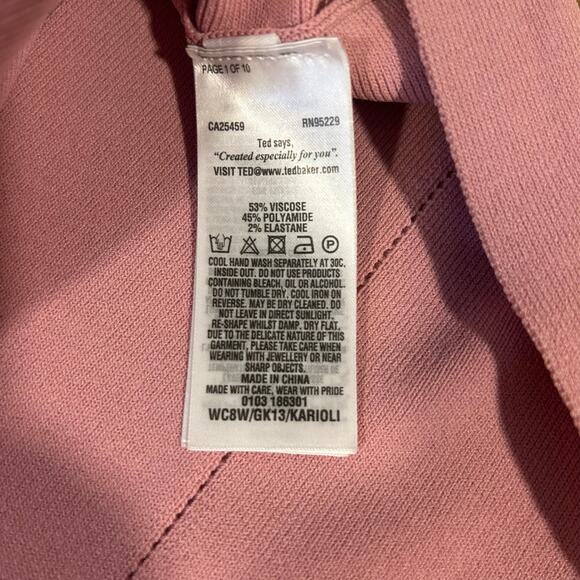 PAGE 1 OF 10
CA25459 RN95229
Ted says,
"Created especially for you".
VISIT TED@www.tedbaker.com
53% VISCOSE
45% POLYAMIDE
2% ELASTANE
COOL HAND WASH SEPARATELY AT 30C,
INSIDE OUT. DO NOT USE PRODUCTS
CONTAINING BLEACH, OIL OR ALCOHOL.
DO NOT TUMBLE DRY. COOL IRON ON
REVERSE. MAY BE DRY CLEANED. DO
NOT LEAVE IN DIRECT SUNLIGHT.
RE-SHAPE WHILST DAMP. DRY FLAT,
DUE TO THE DELICATE NATURE OF THIS
GARMENT, PLEASE TAKE CARE WHEN
WEARING WITH JEWELLERY OR NEAR
SHARP OBJECTS.
MADE IN CHINA
MADE WITH CARE, WEAR WITH PRIDE
0103 186301
WC8W/GK13/KARIOLI